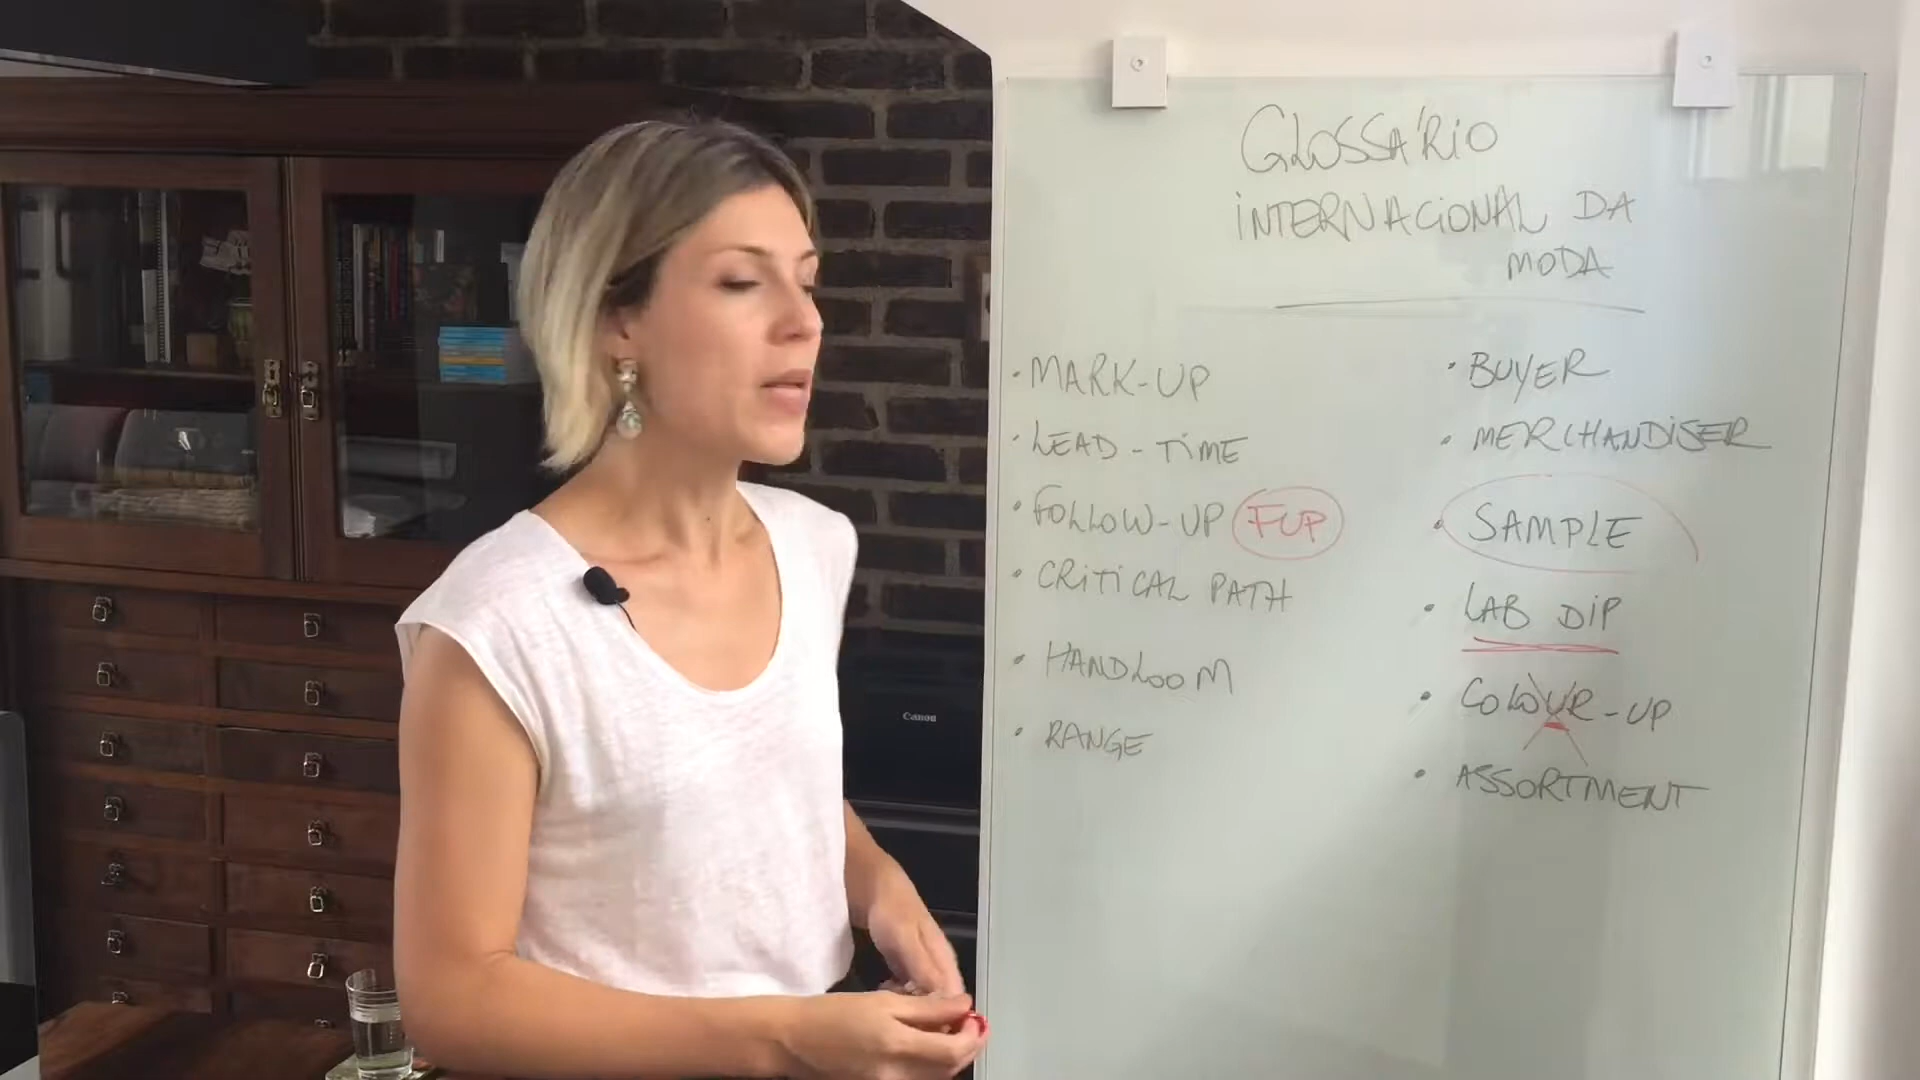 GLOSSÁRIO
INTERNACIONAL DA
MODA
• MARK-UP
• LEAD-TIME
• FOLLOW-UP FUP
• CRITICAL PATH
• HANDLOOM
• RANGE
• BUYER
• MERCHANDISER
• SAMPLE
• LAB DIP
• COLOUR-UP
• ASSORTMENT
Canon